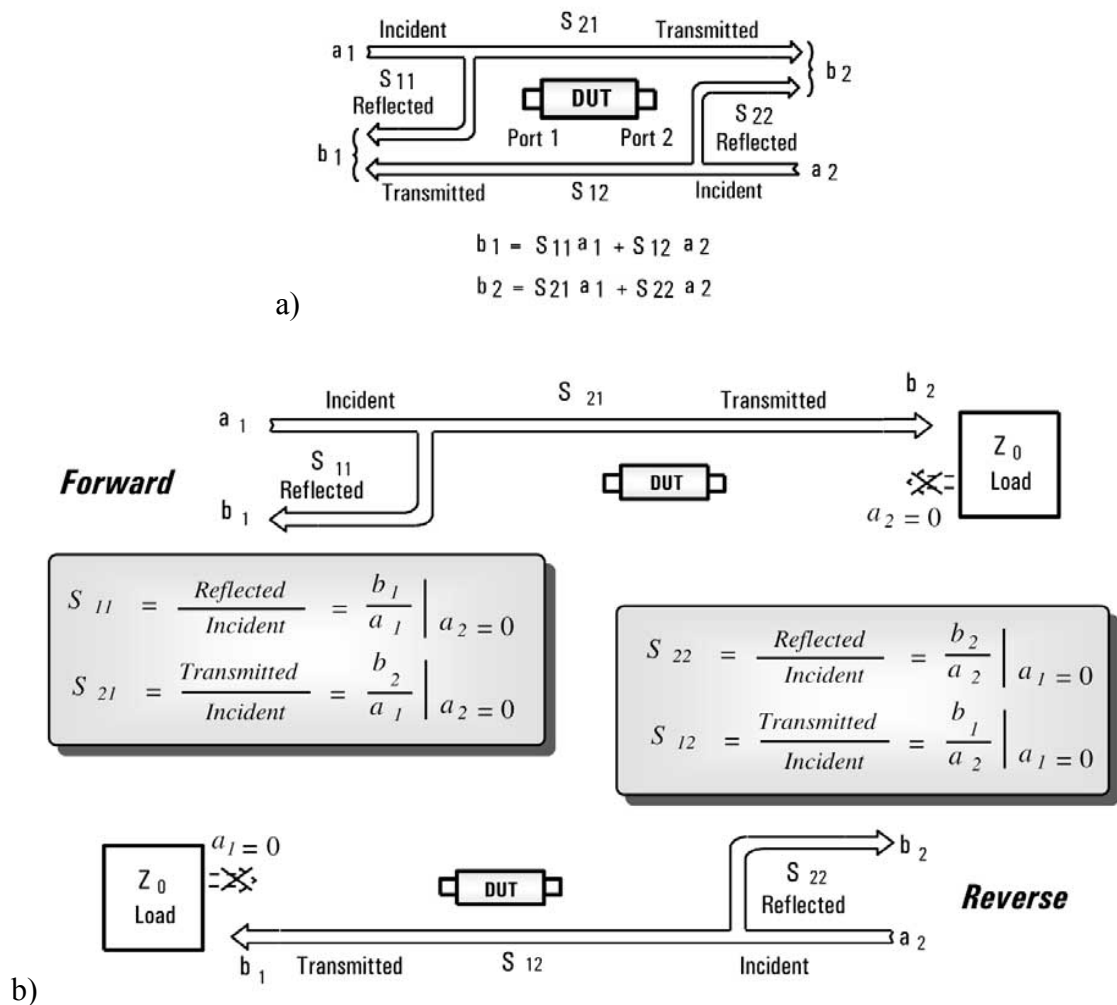 Incident S 21 Transmitted
a 1
b 2
S 11
Reflected
DUT
S 22
Reflected
Port 1 Port 2
b 1
a 2
Transmitted S 12 Incident
b 1 = S 11 a 1 + S 12 a 2
b 2 = S 21 a 1 + S 22 a 2
a)
a 1 Incident S 21 Transmitted b 2
Forward
S 11
Reflected
b 1
DUT
Z 0
Load
a 2 = 0
S 11 = Reflected / Incident = b 1 / a 1 | a 2 = 0
S 21 = Transmitted / Incident = b 2 / a 1 | a 2 = 0
S 22 = Reflected / Incident = b 2 / a 2 | a 1 = 0
S 12 = Transmitted / Incident = b 1 / a 2 | a 1 = 0
a 1 = 0
Z 0
Load
DUT
b 2
S 22
Reflected
Reverse
a 2
b 1 Transmitted S 12 Incident
b)